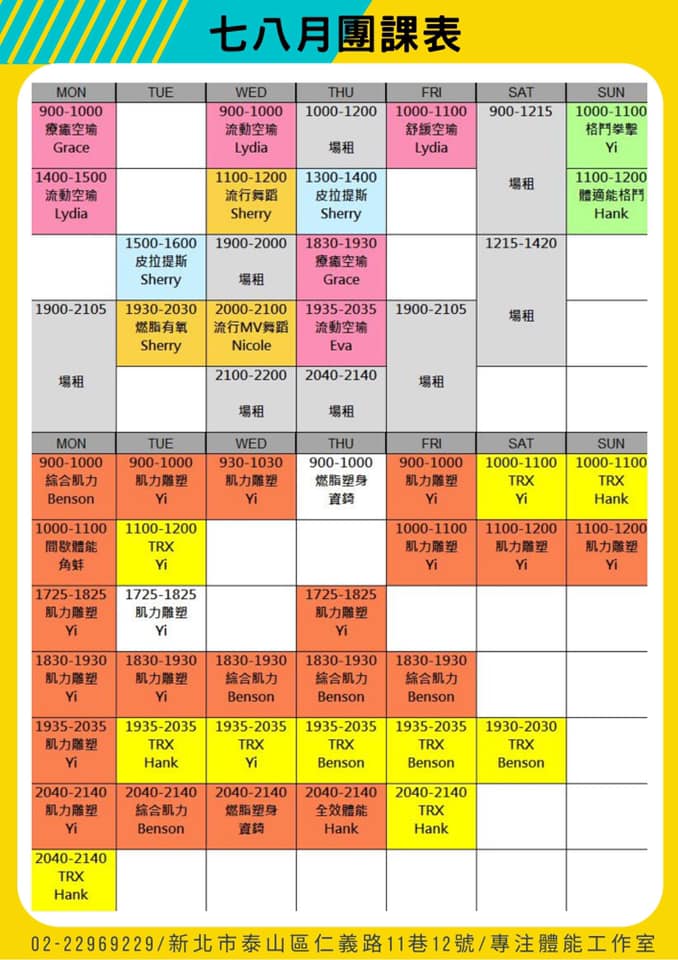 七八月團課表
MON TUE WED THU FRI SAT SUN
900-1000 900-1000 1000-1200 1000-1100 900-1215 1000-1100
療癒空瑜 流動空瑜 場租 舒緩空瑜 場租 格鬥拳擊
Grace Lydia Lydia Yi
1400-1500 1100-1200 1300-1400 1100-1200
流動空瑜 流行舞蹈 皮拉提斯 體適能格鬥
Lydia Sherry Sherry Hank
1500-1600 1900-2000 1830-1930 1215-1420
皮拉提斯 場租 療癒空瑜 場租
Sherry Grace
1900-2105 1930-2030 2000-2100 1935-2035 1900-2105
場租 燃脂有氧 流行MV舞蹈 流動空瑜 場租
Sherry Nicole Eva
2100-2200 2040-2140
場租 場租
MON TUE WED THU FRI SAT SUN
900-1000 900-1000 930-1030 900-1000 900-1000 1000-1100 1000-1100
綜合肌力 肌力雕塑 肌力雕塑 燃脂塑身 肌力雕塑 TRX TRX
Benson Yi Yi 資錡 Yi Yi Hank
1000-1100 1100-1200 1000-1100 1100-1200 1100-1200
間歇體能 TRX 肌力雕塑 肌力雕塑 肌力雕塑
角蚌 Yi Yi Yi Yi
1725-1825 1725-1825 1725-1825
肌力雕塑 肌力雕塑 肌力雕塑
Yi Yi Yi
1830-1930 1830-1930 1830-1930 1830-1930 1830-1930
肌力雕塑 肌力雕塑 綜合肌力 綜合肌力 綜合肌力
Yi Yi Benson Benson Benson
1935-2035 1935-2035 1935-2035 1935-2035 1935-2035 1930-2030
肌力雕塑 TRX TRX TRX TRX TRX
Yi Hank Yi Benson Benson Benson
2040-2140 2040-2140 2040-2140 2040-2140 2040-2140
肌力雕塑 綜合肌力 燃脂塑身 全效體能 TRX
Yi Benson 資錡 Hank Hank
2040-2140
TRX
Hank
02-22969229/新北市泰山區仁義路11巷12號/專注體能工作室